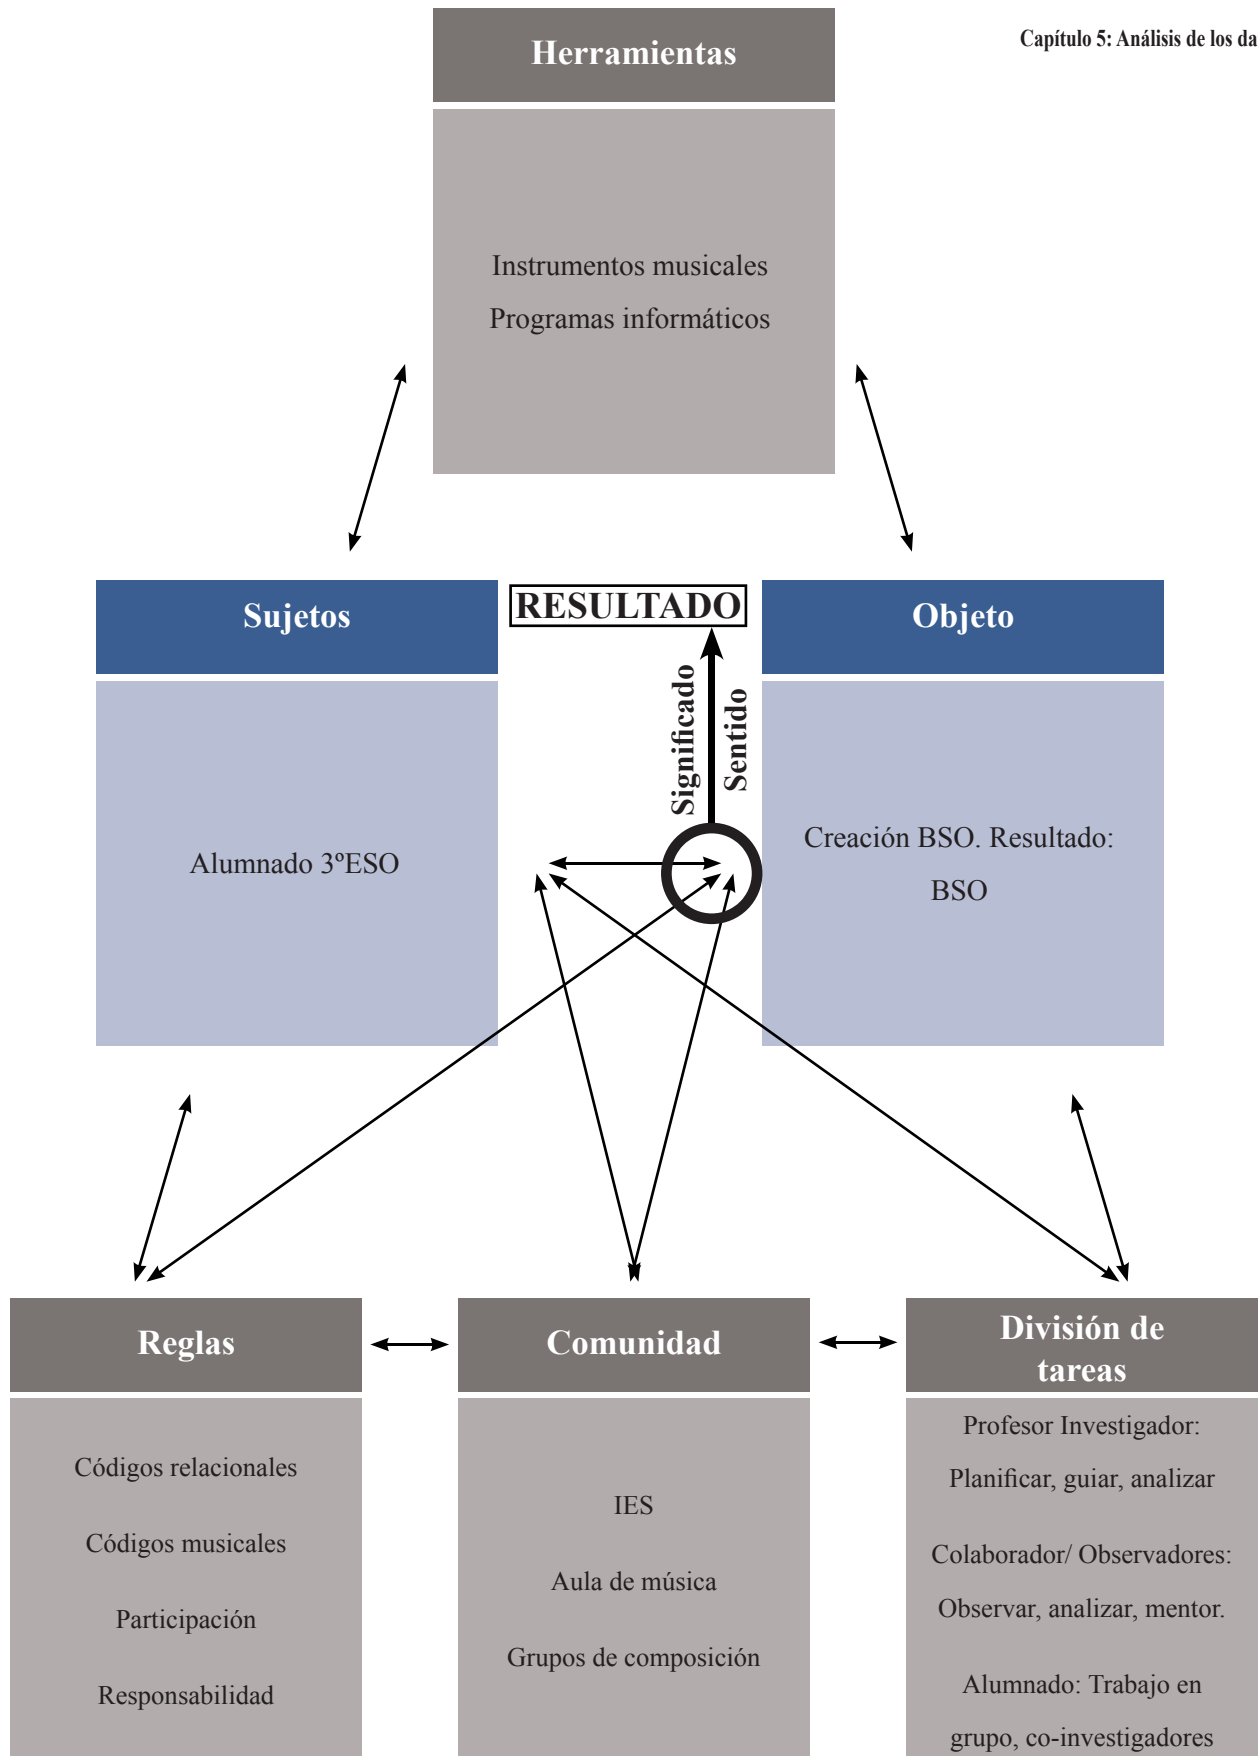 Capítulo 5: Análisis de los da
Herramientas
Instrumentos musicales
Programas informáticos
Sujetos
Alumnado 3ºESO
RESULTADO
Significado
Sentido
Objeto
Creación BSO. Resultado:
BSO
Reglas
Códigos relacionales
Códigos musicales
Participación
Responsabilidad
Comunidad
IES
Aula de música
Grupos de composición
División de
tareas
Profesor Investigador:
Planificar, guiar, analizar
Colaborador/ Observadores:
Observar, analizar, mentor.
Alumnado: Trabajo en
grupo, co-investigadores